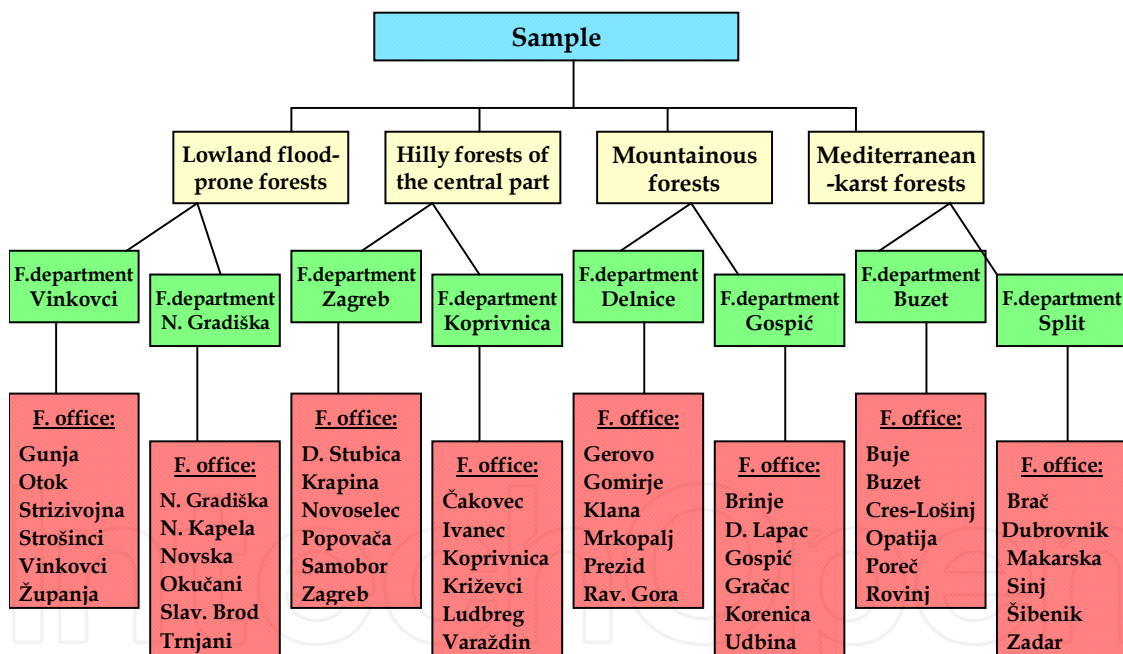 Sample
Lowland flood-
prone forests
Hilly forests of
the central part
Mountainous
forests
Mediterranean
-karst forests
F.department
Vinkovci
F.department
N. Gradiška
F.department
Zagreb
F.department
Koprivnica
F.department
Delnice
F.department
Gospić
F.department
Buzet
F.department
Split
F. office:
Gunja
Otok
Strizivojna
Strošinci
Vinkovci
Županja
F. office:
N. Gradiška
N. Kapela
Novska
Okučani
Slav. Brod
Trnjani
F. office:
D. Stubica
Krapina
Novoselec
Popovača
Samobor
Zagreb
F. office:
Čakovec
Ivanec
Koprivnica
Križevci
Ludbreg
Varaždin
F. office:
Gerovo
Gomirje
Klana
Mrkopalj
Prezid
Rav. Gora
F. office:
Brinje
D. Lapac
Gospić
Gračac
Korenica
Udbina
F. office:
Buje
Buzet
Cres-Lošinj
Opatija
Poreč
Rovinj
F. office:
Brač
Dubrovnik
Makarska
Sinj
Šibenik
Zadar
IntechOpen